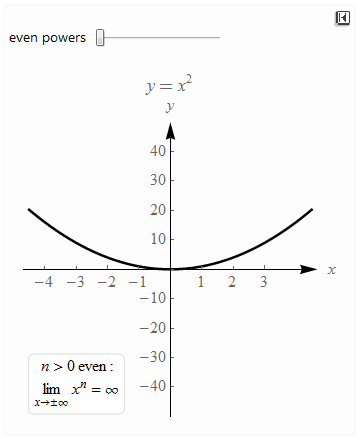 even powers
y = x²
y
40
30
20
10
−4 −3 −2 −1 1 2 3 x
−10
−20
−30
−40
n > 0 even :
lim xⁿ = ∞
x→±∞